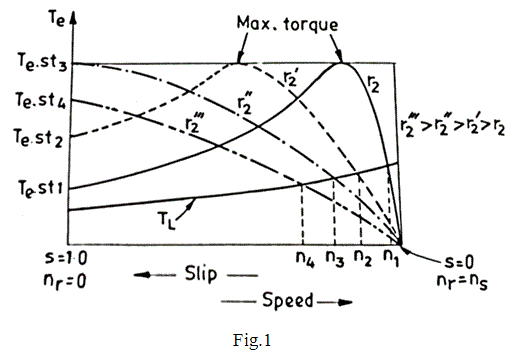 Te
Max. torque
Te.st3
Te.st4
Te.st2
Te.st1
r2'
r2
r2''
r2'''
r2'''>r2''>r2'>r2
TL
s=1.0
nr=0
Slip
Speed
n4 n3 n2 n1
s=0
nr=ns
Fig.1